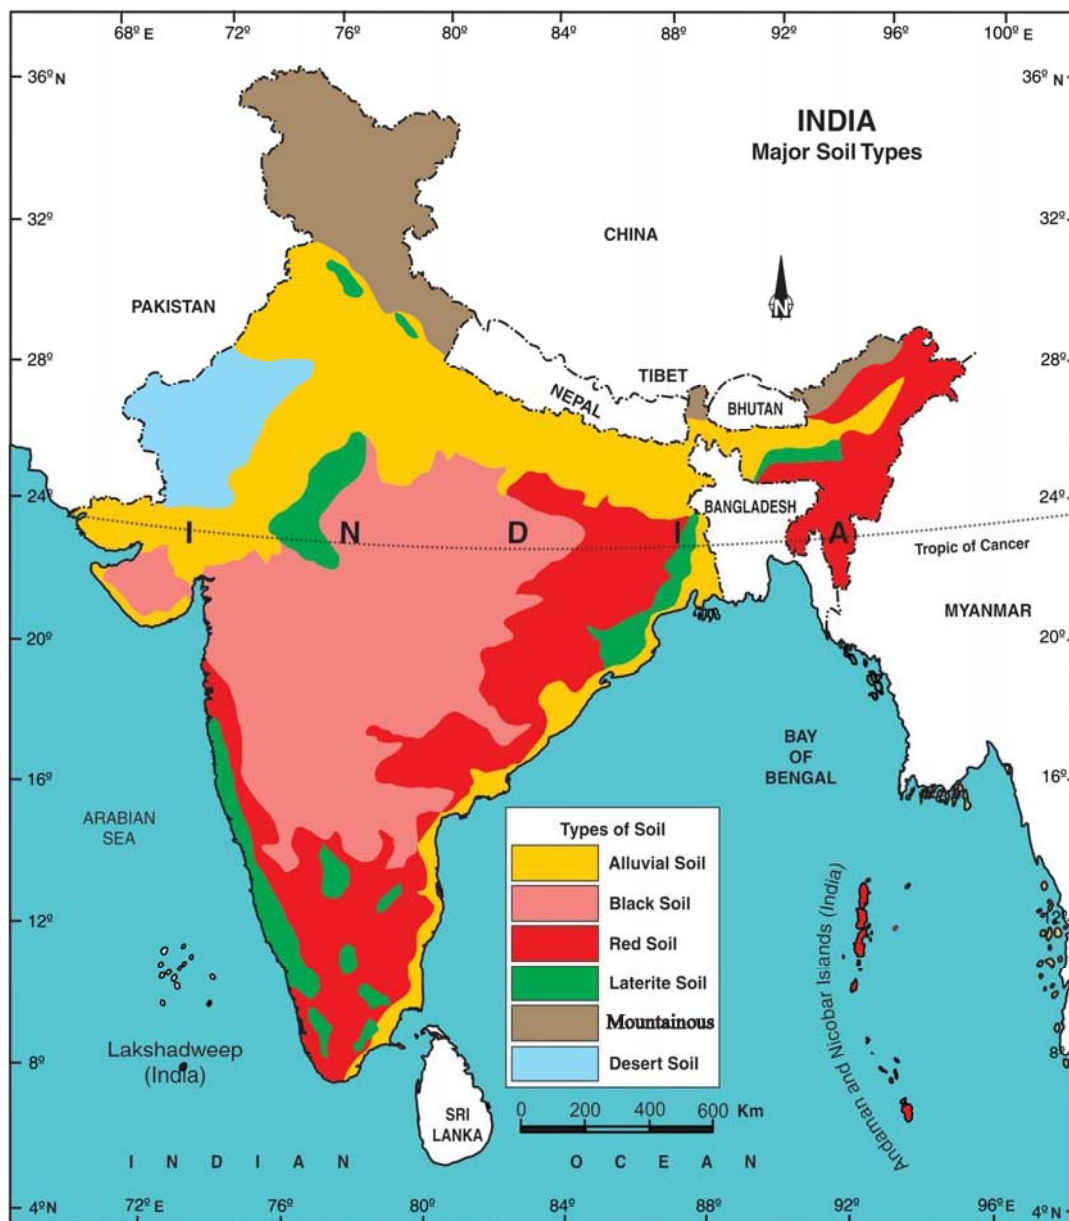 68º E 72º 76º 80º 84º 88º 92º 96º 100º E
36º N 36º N
INDIA
Major Soil Types
32º 32º
CHINA
PAKISTAN
N
28º 28º
TIBET
NEPAL
BHUTAN
24º 24º
BANGLADESH
I N D I A
Tropic of Cancer
MYANMAR
20º 20º
BAY
OF
BENGAL
16º 16º
ARABIAN
SEA
Types of Soil
Alluvial Soil
Black Soil
Red Soil
Laterite Soil
Mountainous
Desert Soil
12º 12º
Andaman and Nicobar Islands (India)
Lakshadweep
(India)
8º 8º
SRI
LANKA
0 200 400 600 Km
I N D I A N O C E A N
4º N 72º E 76º E 80º 84º E 88º E 92º E 96º E 4º N